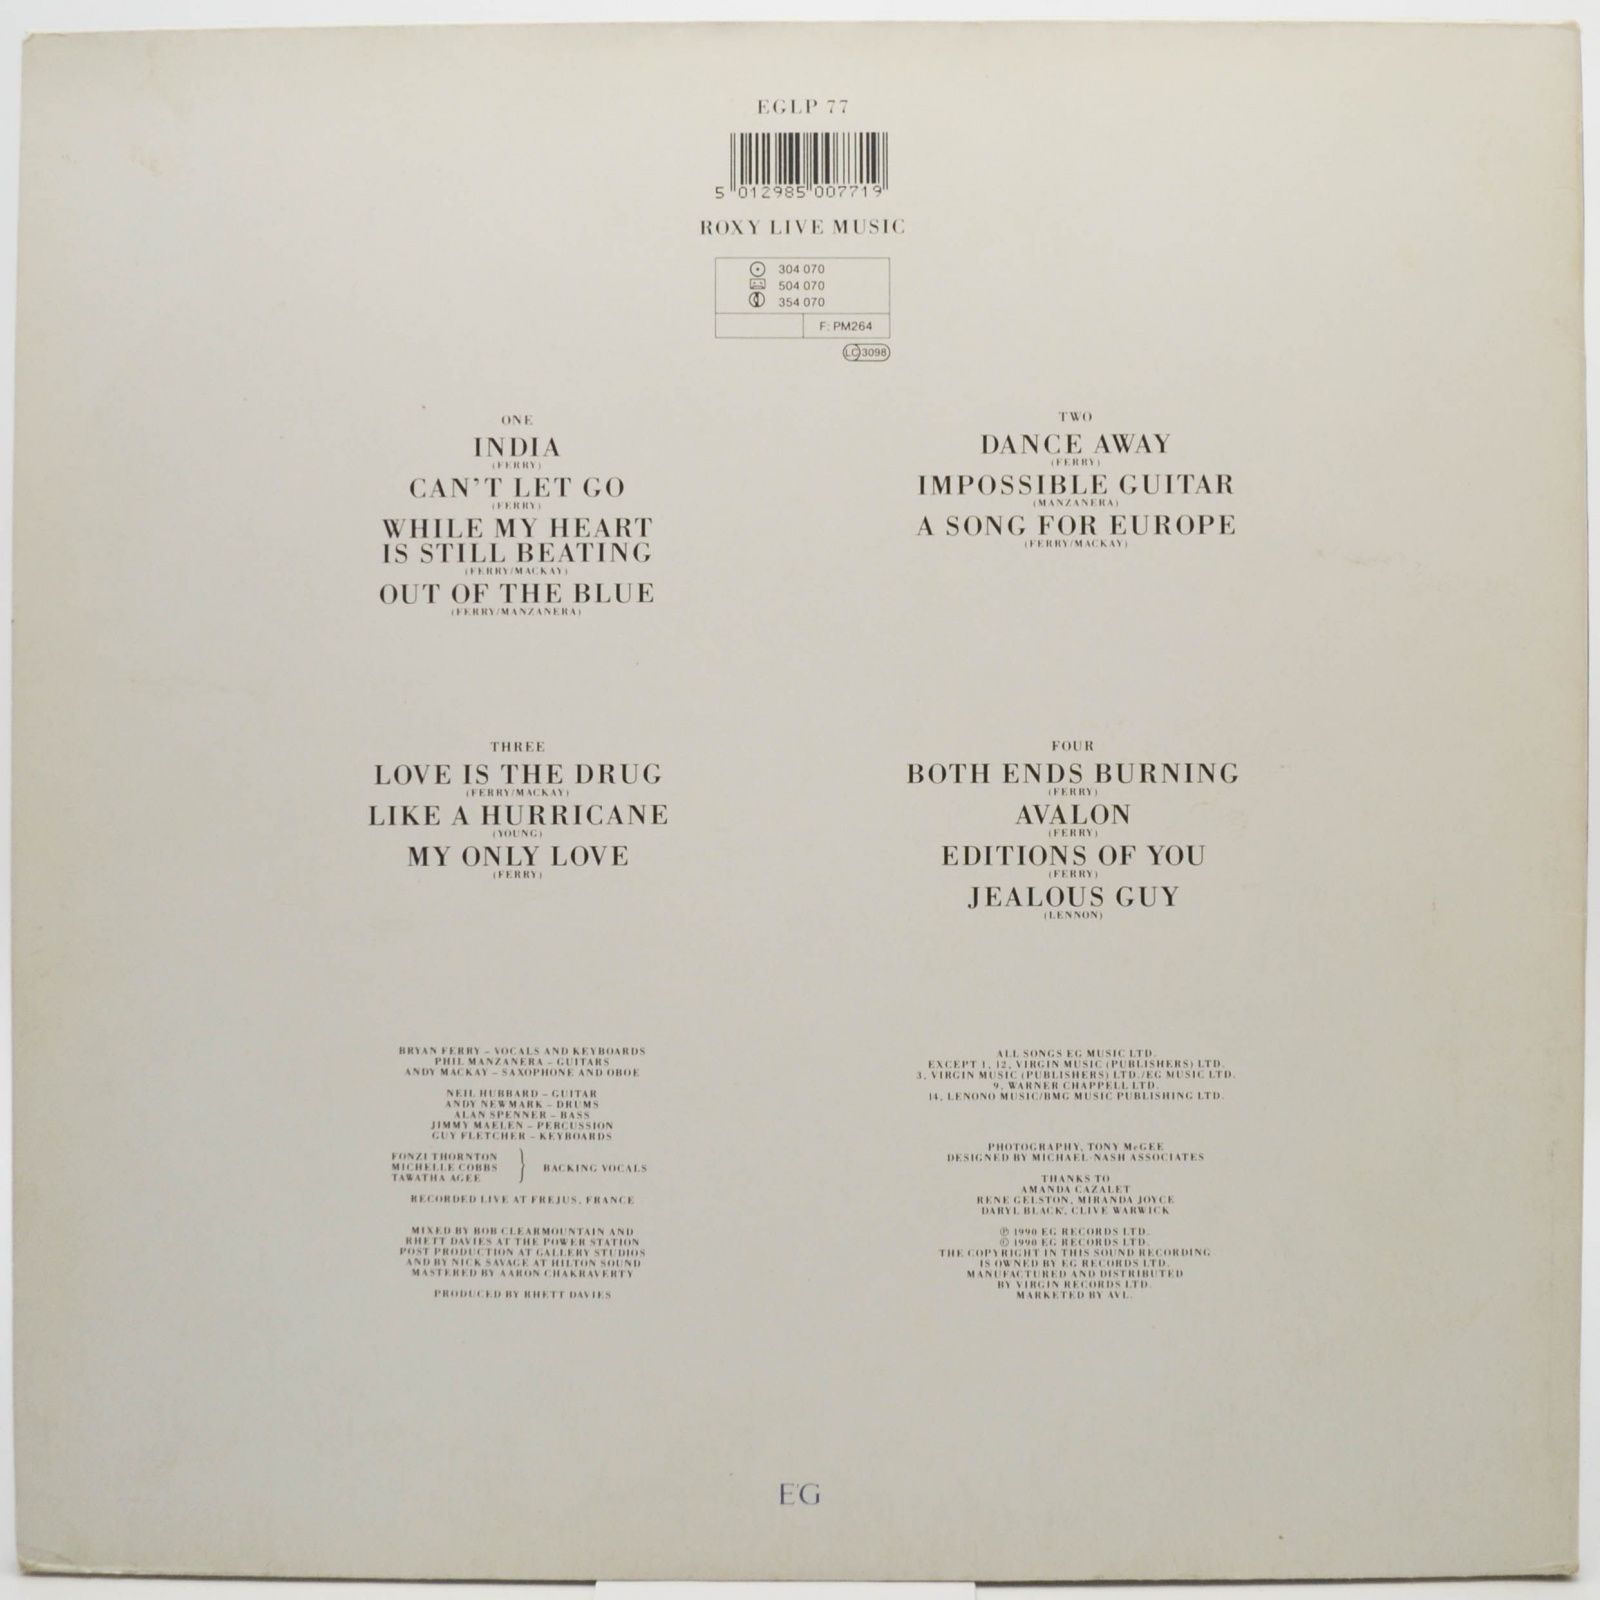 EGLP 77
5 012985 007719
ROXY LIVE MUSIC
304 070
504 070
354 070
F: PM264
LC 3098
ONE
INDIA
(FERRY)
CAN'T LET GO
(FERRY)
WHILE MY HEART
IS STILL BEATING
(FERRY/MACKAY)
OUT OF THE BLUE
(FERRY/MANZANERA)
TWO
DANCE AWAY
(FERRY)
IMPOSSIBLE GUITAR
(MANZANERA)
A SONG FOR EUROPE
(FERRY/MACKAY)
THREE
LOVE IS THE DRUG
(FERRY/MACKAY)
LIKE A HURRICANE
(YOUNG)
MY ONLY LOVE
(FERRY)
FOUR
BOTH ENDS BURNING
(FERRY)
AVALON
(FERRY)
EDITIONS OF YOU
(FERRY)
JEALOUS GUY
(LENNON)
BRYAN FERRY – VOCALS AND KEYBOARDS
PHIL MANZANERA – GUITARS
ANDY MACKAY – SAXOPHONE AND OBOE
NEIL HUBBARD – GUITAR
ANDY NEWMARK – DRUMS
ALAN SPENNER – BASS
JIMMY MAELEN – PERCUSSION
GUY FLETCHER – KEYBOARDS
FONZI THORNTON
MICHELLE COBBS } BACKING VOCALS
TAWATHA AGEE
RECORDED LIVE AT FREJUS, FRANCE
MIXED BY BOB CLEARMOUNTAIN AND
RHETT DAVIES AT THE POWER STATION
POST PRODUCTION AT GALLERY STUDIOS
AND BY NICK SAVAGE AT HILTON SOUND
MASTERED BY AARON CHAKRAVERTY
PRODUCED BY RHETT DAVIES
ALL SONGS EG MUSIC LTD.
EXCEPT 1, 12, VIRGIN MUSIC (PUBLISHERS) LTD.
3, VIRGIN MUSIC (PUBLISHERS) LTD./EG MUSIC LTD.
9, WARNER CHAPPELL LTD.
14, LENONO MUSIC/BMG MUSIC PUBLISHING LTD.
PHOTOGRAPHY, TONY McGEE
DESIGNED BY MICHAEL NASH ASSOCIATES
THANKS TO
AMANDA CAZALET
RENE GELSTON, MIRANDA JOYCE
DARYL BLACK, CLIVE WARWICK
℗ 1990 EG RECORDS LTD.
© 1990 EG RECORDS LTD.
THE COPYRIGHT IN THIS SOUND RECORDING
IS OWNED BY EG RECORDS LTD.
MANUFACTURED AND DISTRIBUTED
BY VIRGIN RECORDS LTD.
MARKETED BY AVL.
E'G